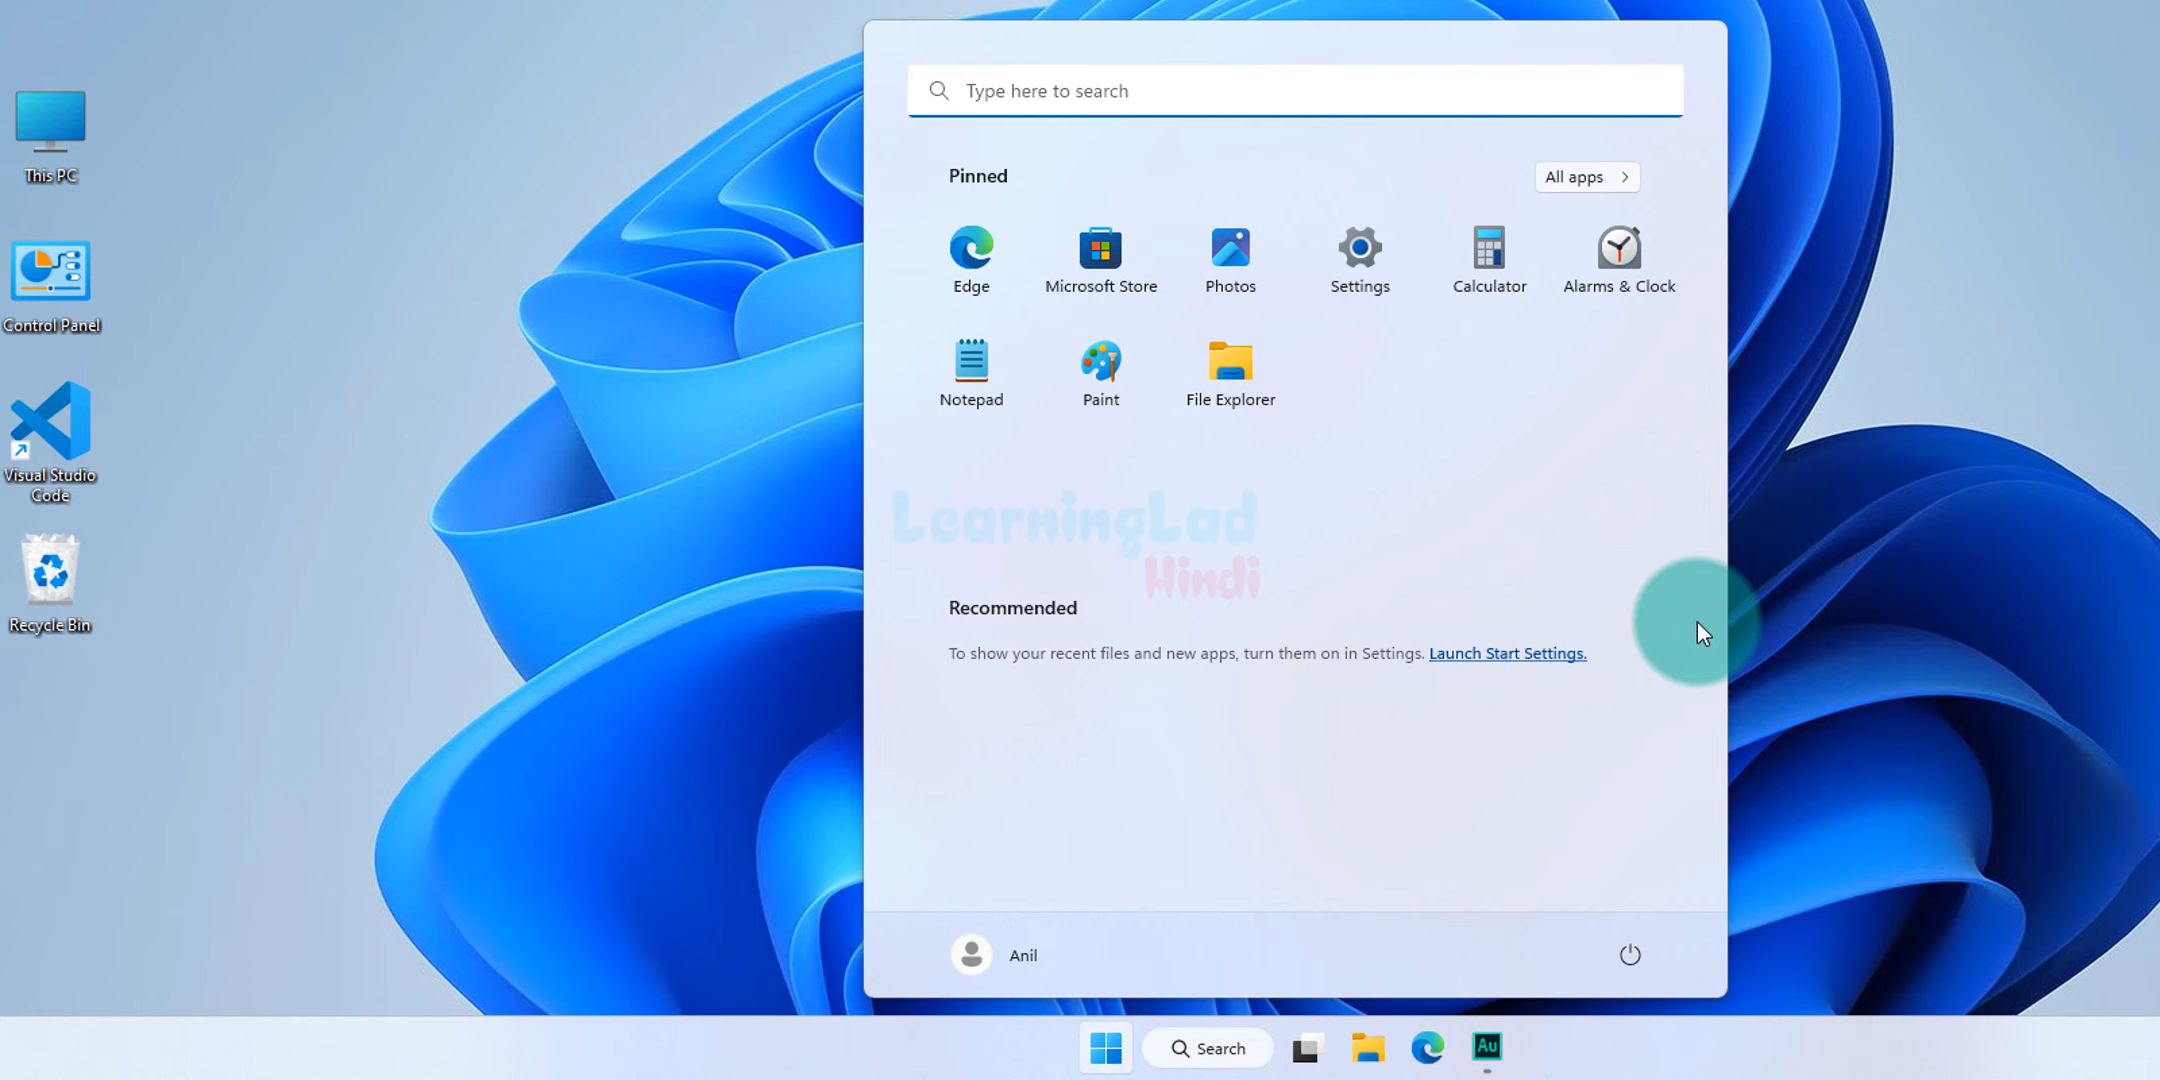 This PC
Control Panel
Visual Studio
Code
Recycle Bin
Type here to search
Pinned
All apps
Edge
Microsoft Store
Photos
Settings
Calculator
Alarms & Clock
Notepad
Paint
File Explorer
LearningLad
Hindi
Recommended
To show your recent files and new apps, turn them on in Settings. Launch Start Settings.
Anil
Search
Au